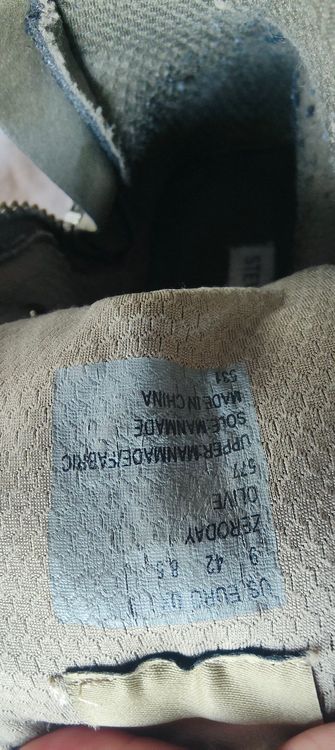 US EURO UK
9 42 8.5
ZERODAY
OLIVE
577
UPPER MANMADE/FABRIC
SOLE MANMADE
MADE IN CHINA
531
STE